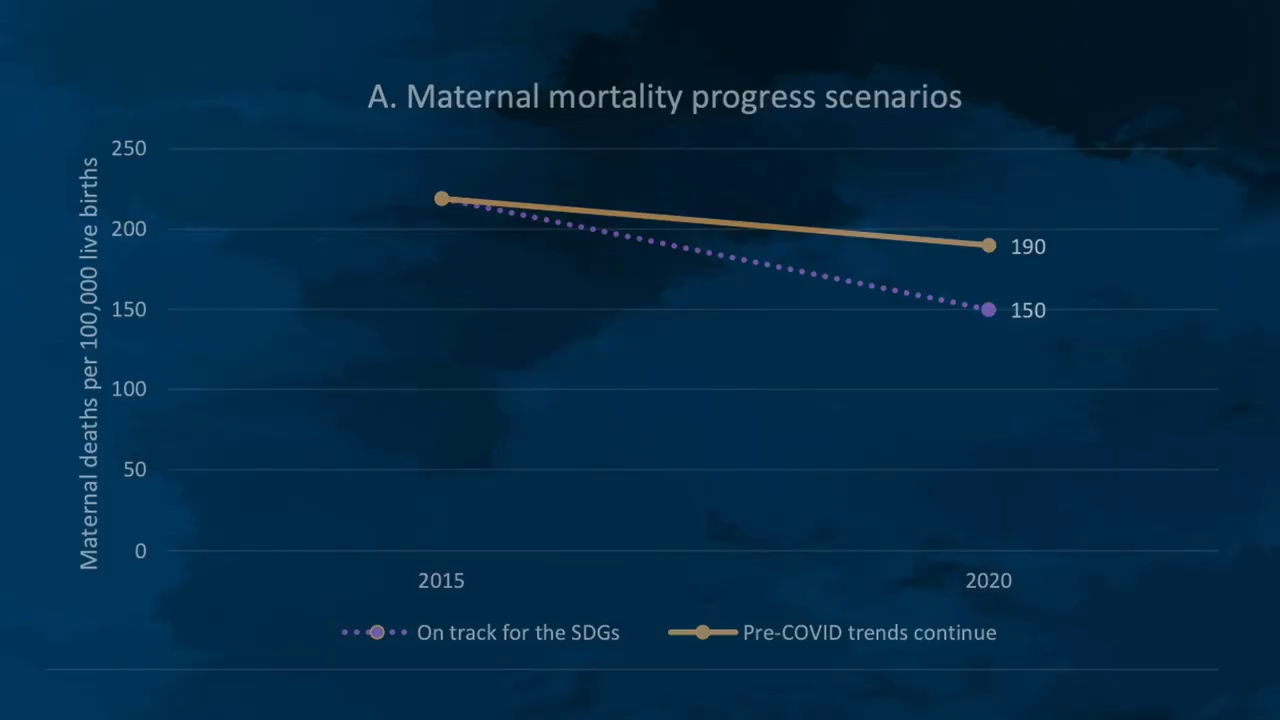 A. Maternal mortality progress scenarios
Maternal deaths per 100,000 live births
250
200
150
100
50
0
190
150
2015
2020
On track for the SDGs
Pre-COVID trends continue